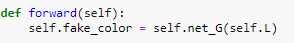 def forward(self):
    self.fake_color = self.net_G(self.L)